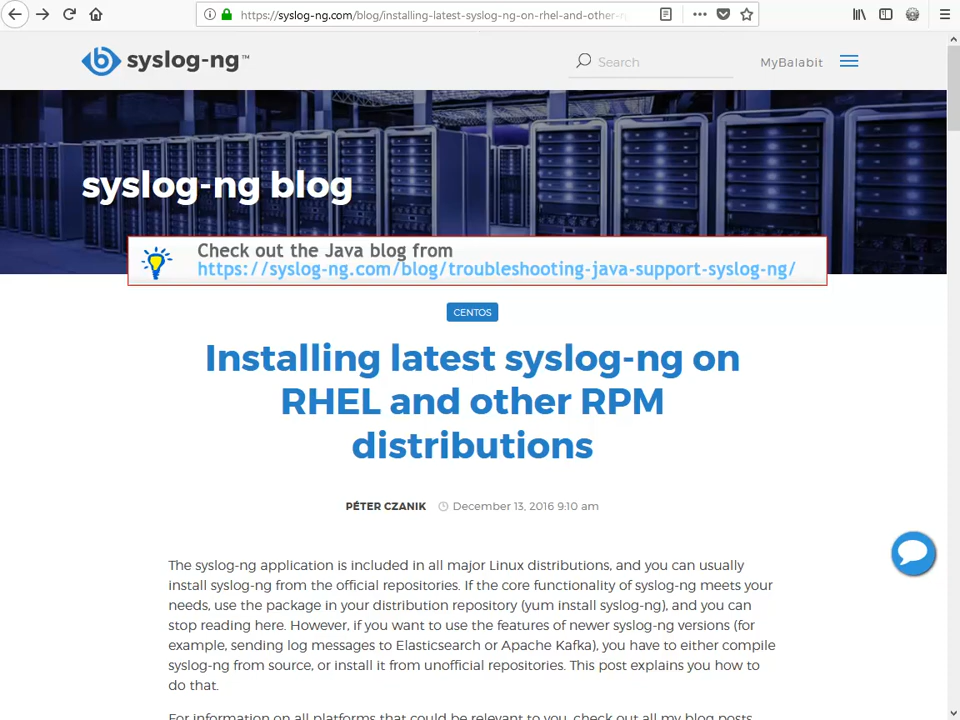 https://syslog-ng.com/blog/installing-latest-syslog-ng-on-rhel-and-other-r
syslog-ng™
Search
MyBalabit
syslog-ng blog
Check out the Java blog from
https://syslog-ng.com/blog/troubleshooting-java-support-syslog-ng/
CENTOS
Installing latest syslog-ng on
RHEL and other RPM
distributions
PÉTER CZANIK
December 13, 2016 9:10 am
The syslog-ng application is included in all major Linux distributions, and you can usually
install syslog-ng from the official repositories. If the core functionality of syslog-ng meets your
needs, use the package in your distribution repository (yum install syslog-ng), and you can
stop reading here. However, if you want to use the features of newer syslog-ng versions (for
example, sending log messages to Elasticsearch or Apache Kafka), you have to either compile
syslog-ng from source, or install it from unofficial repositories. This post explains you how to
do that.
For information on all platforms that could be relevant to you, check out all my blog posts